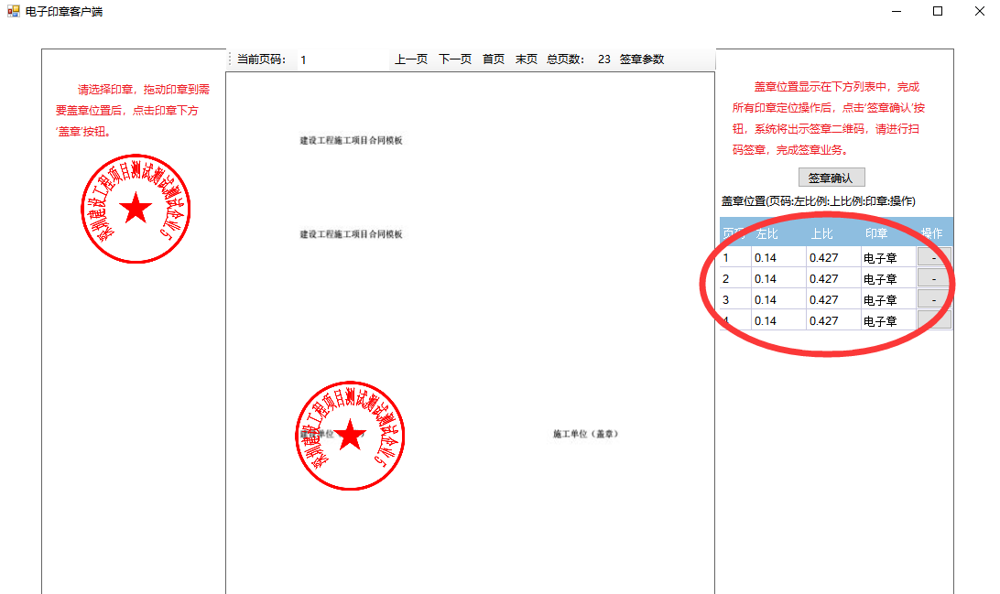 电子印章客户端
当前页码： 1 上一页 下一页 首页 末页 总页数： 23 签章参数
请选择印章，拖动印章到需
要盖章位置后，点击印章下方
‘盖章’按钮。
深圳建设工程项目测试测试测试企业5
建设工程施工项目合同模板
建设工程施工项目合同模板
深圳建设工程项目测试测试测试企业5
施工单位（盖章）
盖章位置显示在下方列表中，完成
所有印章定位操作后，点击‘签章确认’按
钮，系统将出示签章二维码，请进行扫
码签章，完成签章业务。
签章确认
盖章位置(页码:左比例:上比例:印章:操作)
页码 左比 上比 印章 操作
1 0.14 0.427 电子章 -
2 0.14 0.427 电子章 -
3 0.14 0.427 电子章 -
4 0.14 0.427 电子章